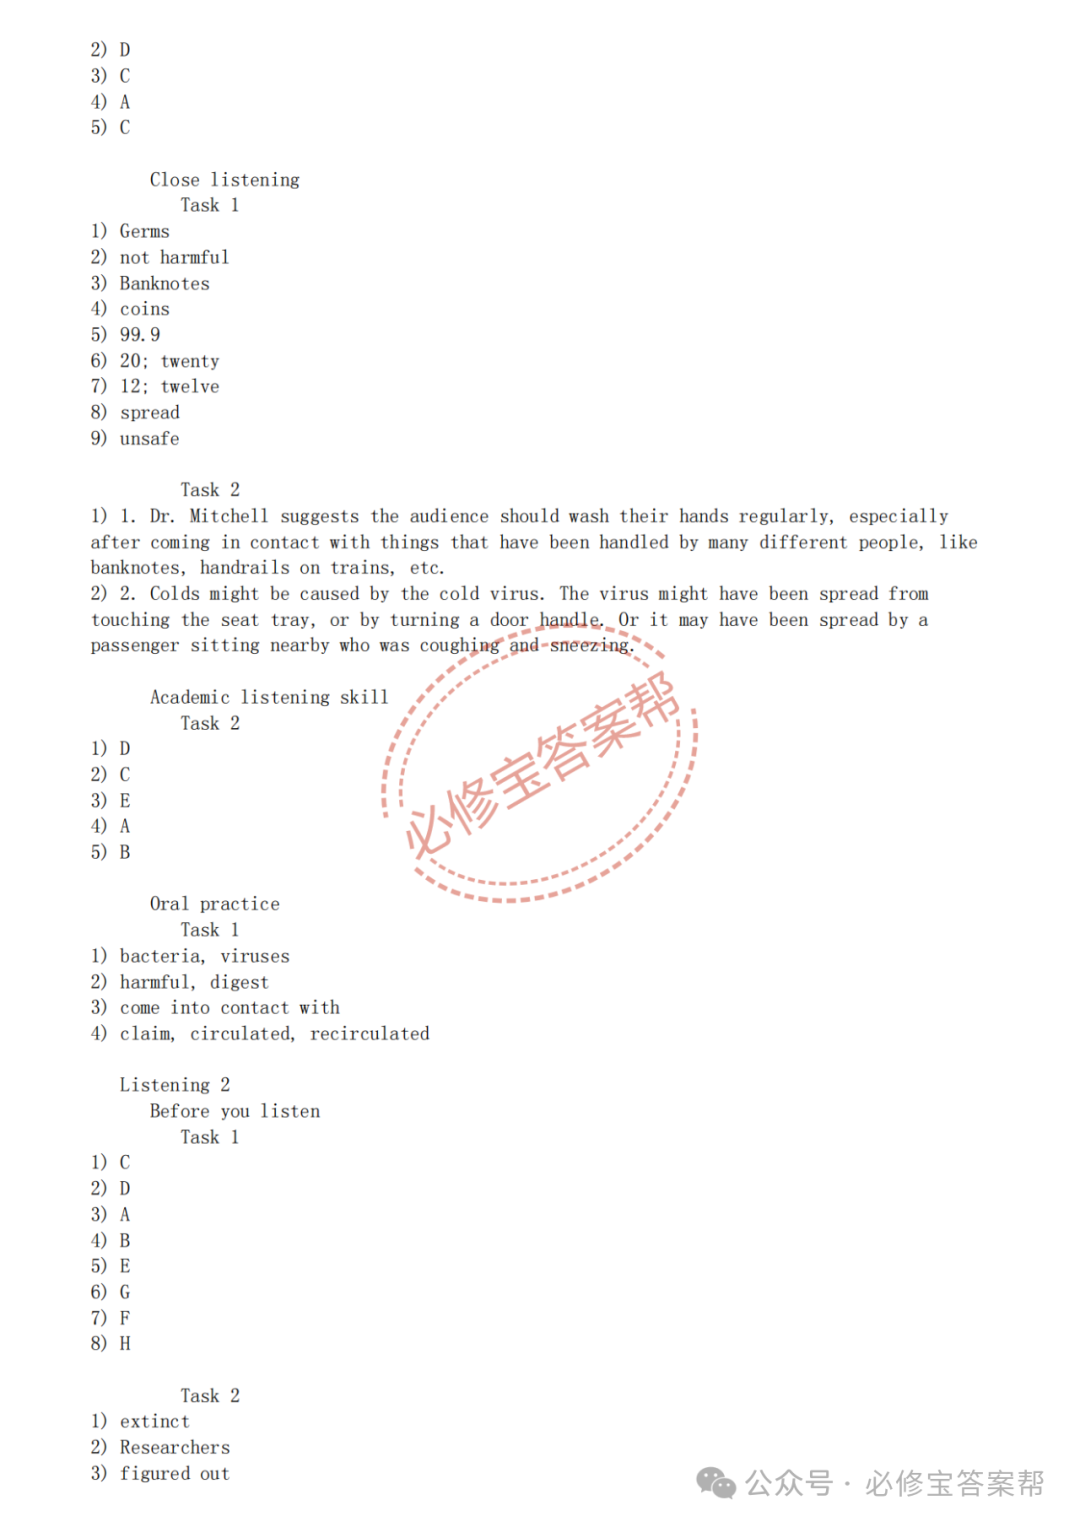 2) D
3) C
4) A
5) C
Close listening
Task 1
1) Germs
2) not harmful
3) Banknotes
4) coins
5) 99.9
6) 20; twenty
7) 12; twelve
8) spread
9) unsafe
Task 2
1) 1. Dr. Mitchell suggests the audience should wash their hands regularly, especially
after coming in contact with things that have been handled by many different people, like
banknotes, handrails on trains, etc.
2) 2. Colds might be caused by the cold virus. The virus might have been spread from
touching the seat tray, or by turning a door handle. Or it may have been spread by a
passenger sitting nearby who was coughing and sneezing.
Academic listening skill
Task 2
1) D
2) C
3) E
4) A
5) B
必修宝答案帮
Oral practice
Task 1
1) bacteria, viruses
2) harmful, digest
3) come into contact with
4) claim, circulated, recirculated
Listening 2
Before you listen
Task 1
1) C
2) D
3) A
4) B
5) E
6) G
7) F
8) H
Task 2
1) extinct
2) Researchers
3) figured out
公众号 · 必修宝答案帮